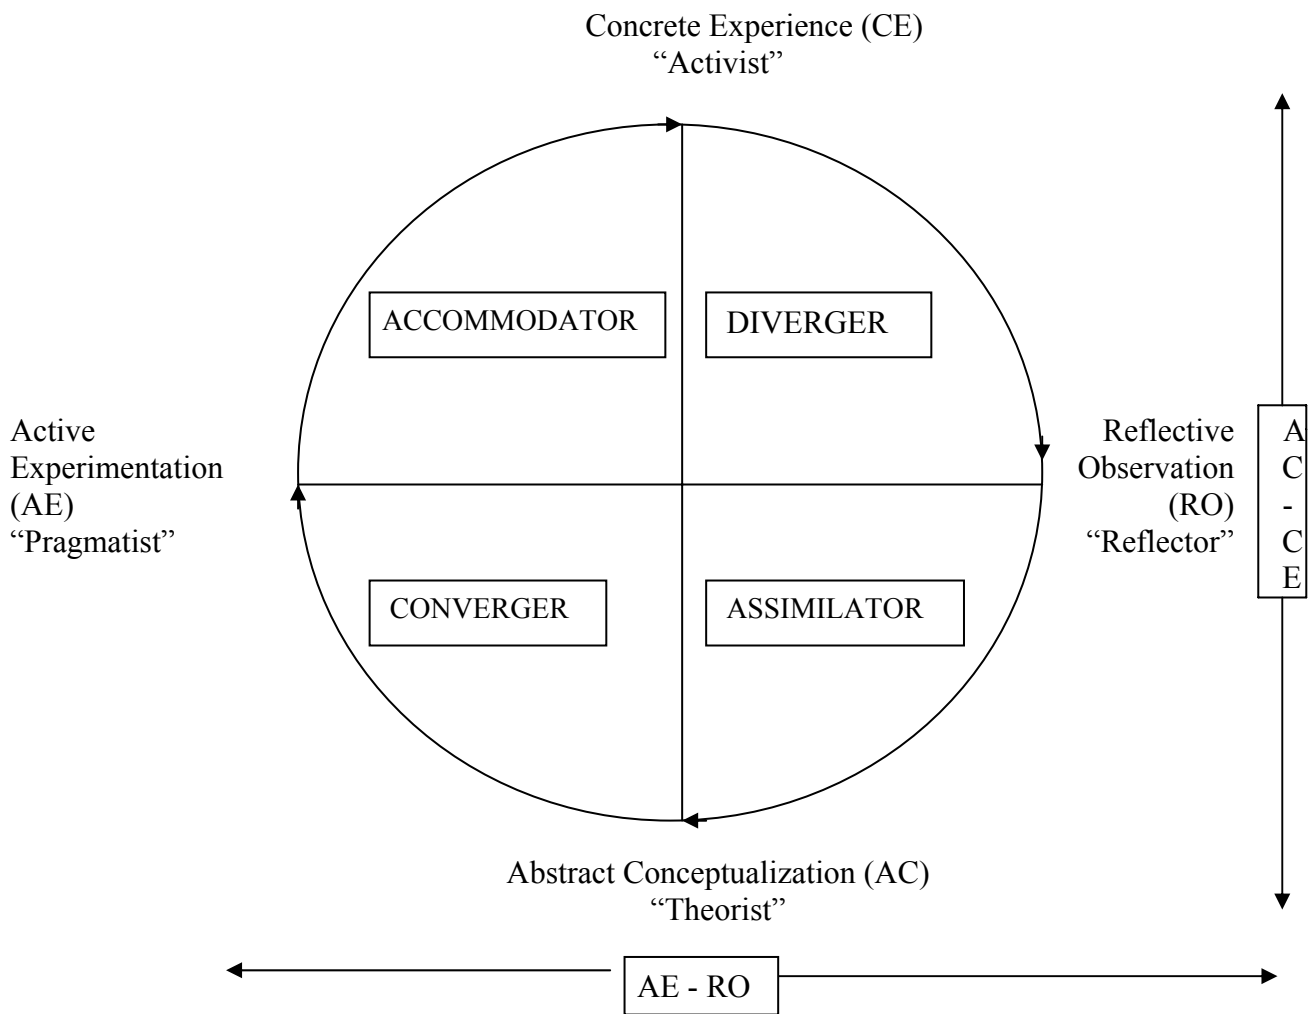 Concrete Experience (CE)
“Activist”
ACCOMMODATOR
DIVERGER
Active
Experimentation
(AE)
“Pragmatist”
Reflective
Observation
(RO)
“Reflector”
A
C
-
C
E
CONVERGER
ASSIMILATOR
Abstract Conceptualization (AC)
“Theorist”
AE - RO